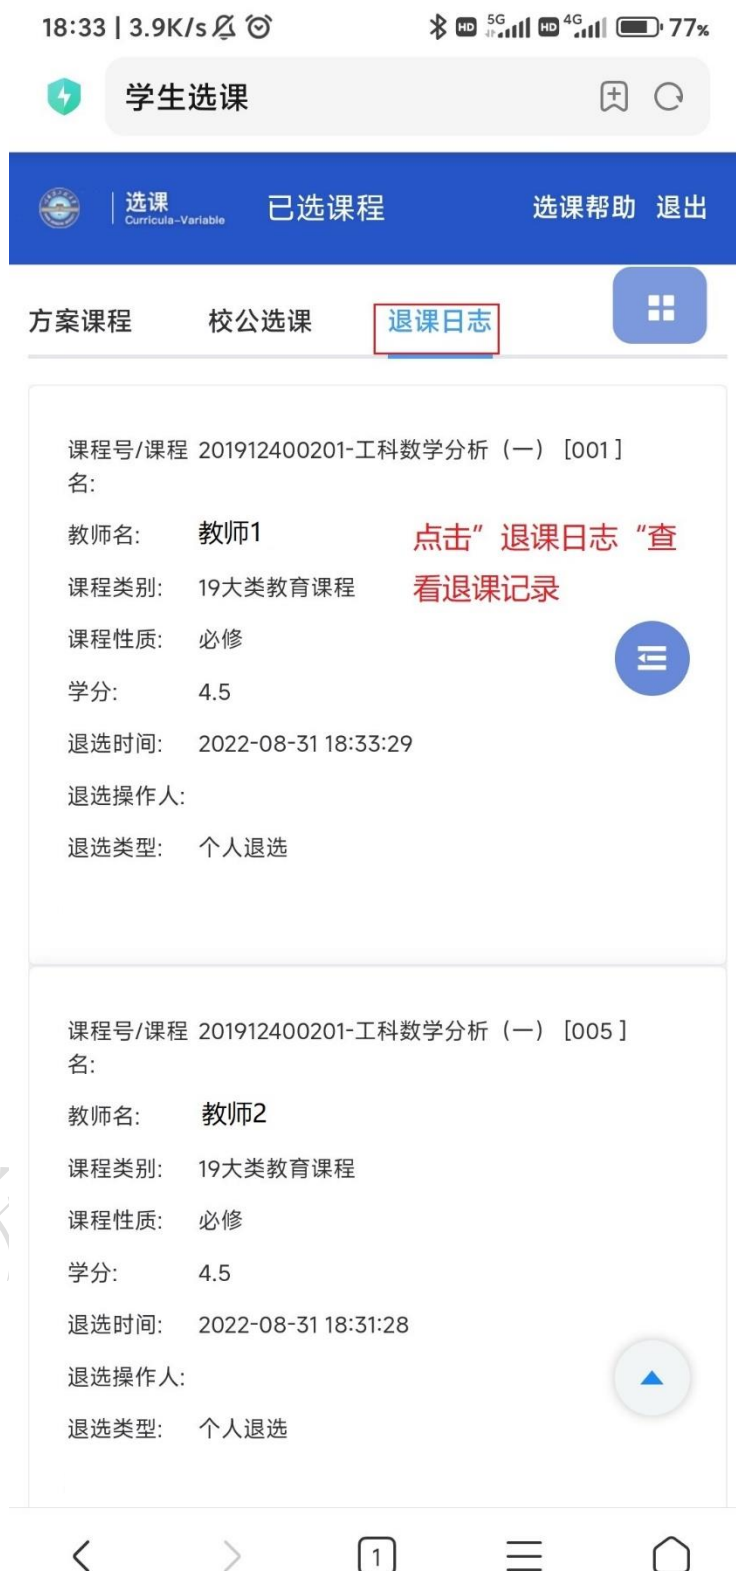 18:33 | 3.9K/s HD 5G HD 4G 77%
学生选课
选课 已选课程 选课帮助 退出
Curricula-Variable
方案课程 校公选课 退课日志
课程号/课程 201912400201-工科数学分析（一）［001］
名:
教师名: 教师1 点击”退课日志“查
课程类别: 19大类教育课程 看退课记录
课程性质: 必修
学分: 4.5
退选时间: 2022-08-31 18:33:29
退选操作人:
退选类型: 个人退选
课程号/课程 201912400201-工科数学分析（一）［005］
名:
教师名: 教师2
课程类别: 19大类教育课程
课程性质: 必修
学分: 4.5
退选时间: 2022-08-31 18:31:28
退选操作人:
退选类型: 个人退选
1